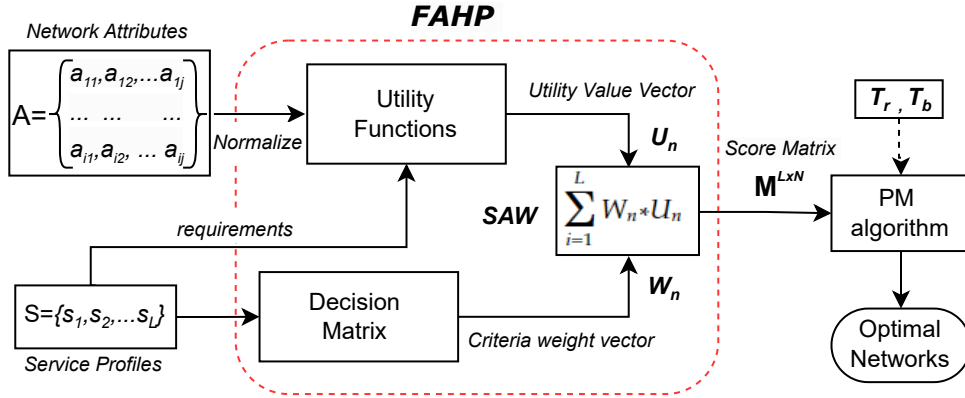 FAHP
Network Attributes
A= { a11,a12,...a1j
... ... ...
ai1,ai2, ... aij }
Normalize
Utility
Functions
Utility Value Vector
Un
Tr , Tb
Score Matrix
M^LxN
SAW
L
∑ Wn*Un
i=1
PM
algorithm
requirements
Wn
S={s1,s2,...sL}
Service Profiles
Decision
Matrix
Criteria weight vector
Optimal
Networks